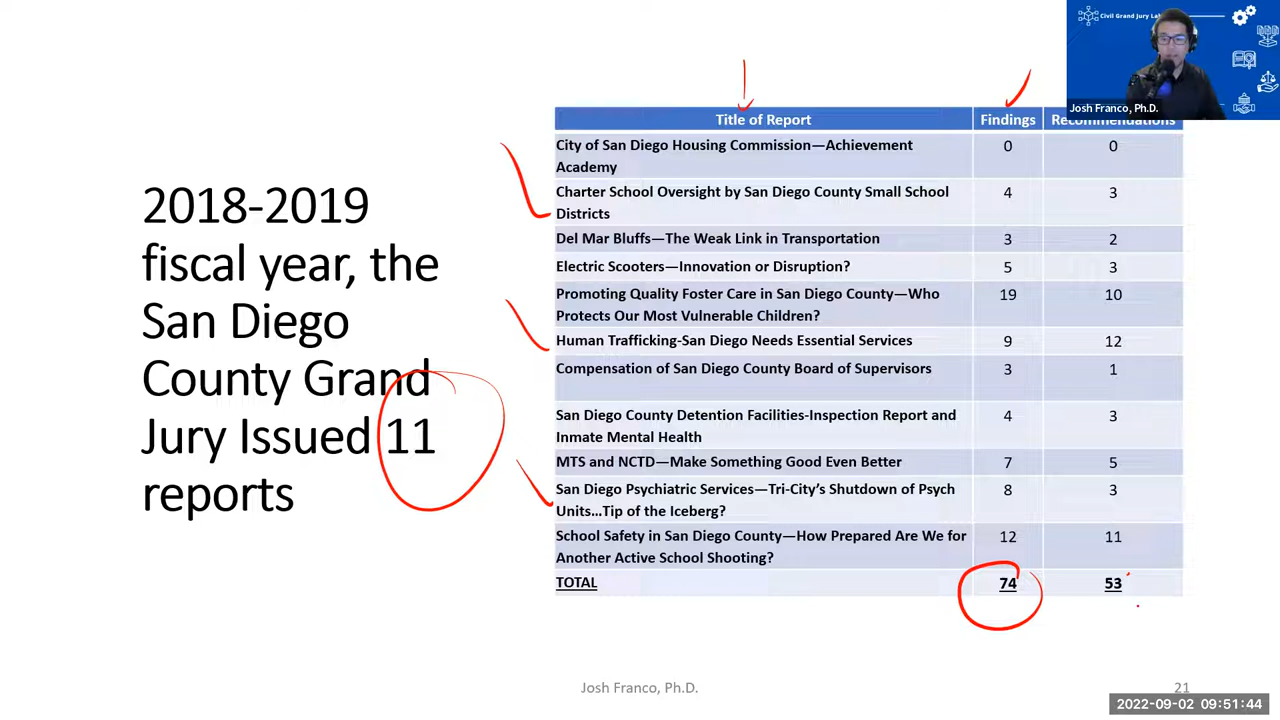 Civil Grand Jury
Josh Franco, Ph.D.
2018-2019
fiscal year, the
San Diego
County Grand
Jury Issued 11
reports
Title of Report Findings Recommendations
City of San Diego Housing Commission—Achievement
Academy 0 0
Charter School Oversight by San Diego County Small School
Districts 4 3
Del Mar Bluffs—The Weak Link in Transportation 3 2
Electric Scooters—Innovation or Disruption? 5 3
Promoting Quality Foster Care in San Diego County—Who
Protects Our Most Vulnerable Children? 19 10
Human Trafficking-San Diego Needs Essential Services 9 12
Compensation of San Diego County Board of Supervisors 3 1
San Diego County Detention Facilities-Inspection Report and
Inmate Mental Health 4 3
MTS and NCTD—Make Something Good Even Better 7 5
San Diego Psychiatric Services—Tri-City’s Shutdown of Psych
Units…Tip of the Iceberg? 8 3
School Safety in San Diego County—How Prepared Are We for
Another Active School Shooting? 12 11
TOTAL 74 53
Josh Franco, Ph.D.
21
2022-09-02 09:51:44